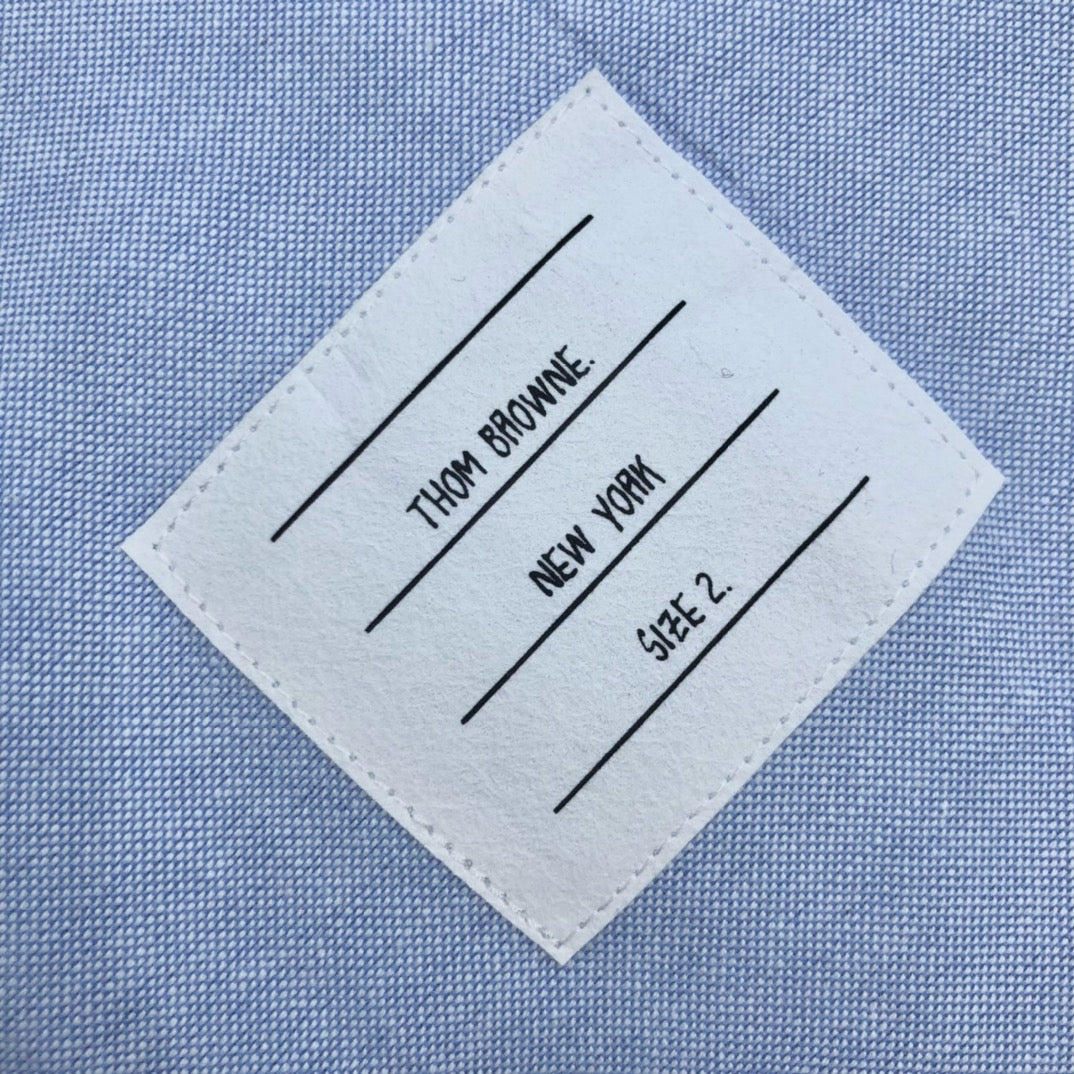 THOM BROWNE.
NEW YORK
SIZE 2.